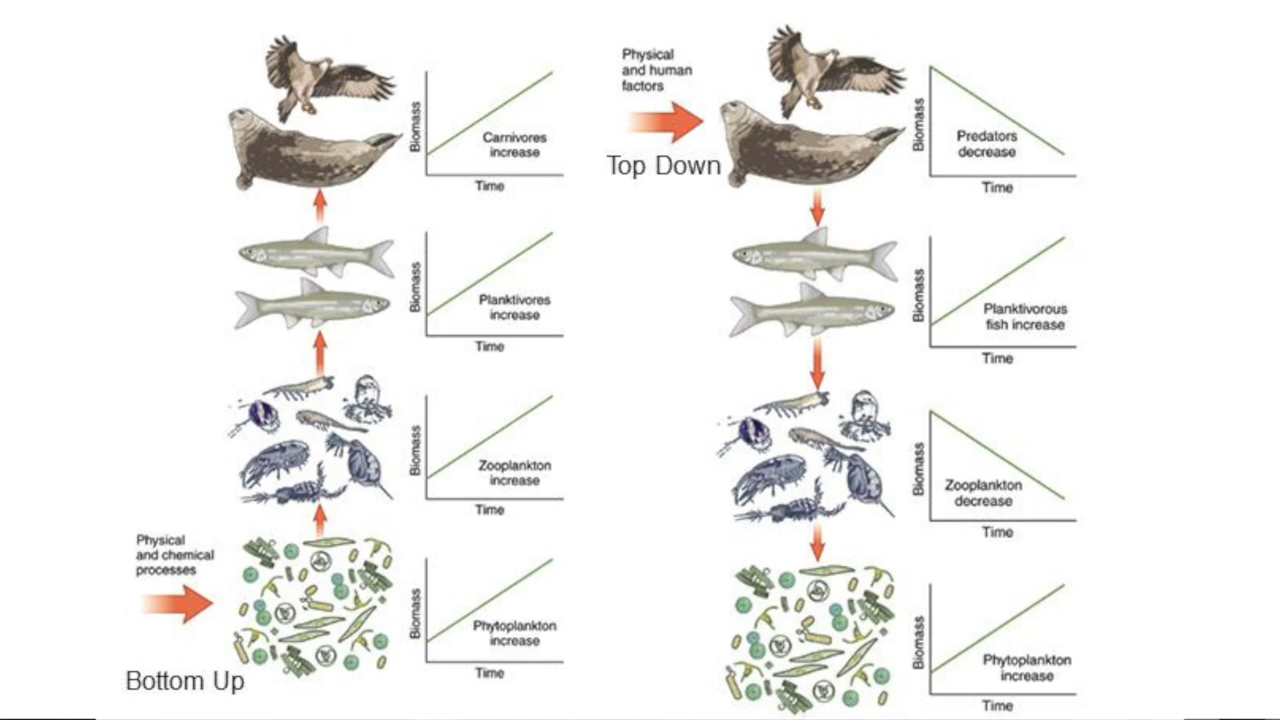 Biomass
Carnivores
increase
Time
Biomass
Planktivores
increase
Time
Biomass
Zooplankton
increase
Time
Physical
and chemical
processes
Biomass
Phytoplankton
increase
Time
Bottom Up
Physical
and human
factors
Top Down
Biomass
Predators
decrease
Time
Biomass
Planktivorous
fish increase
Time
Biomass
Zooplankton
decrease
Time
Biomass
Phytoplankton
increase
Time